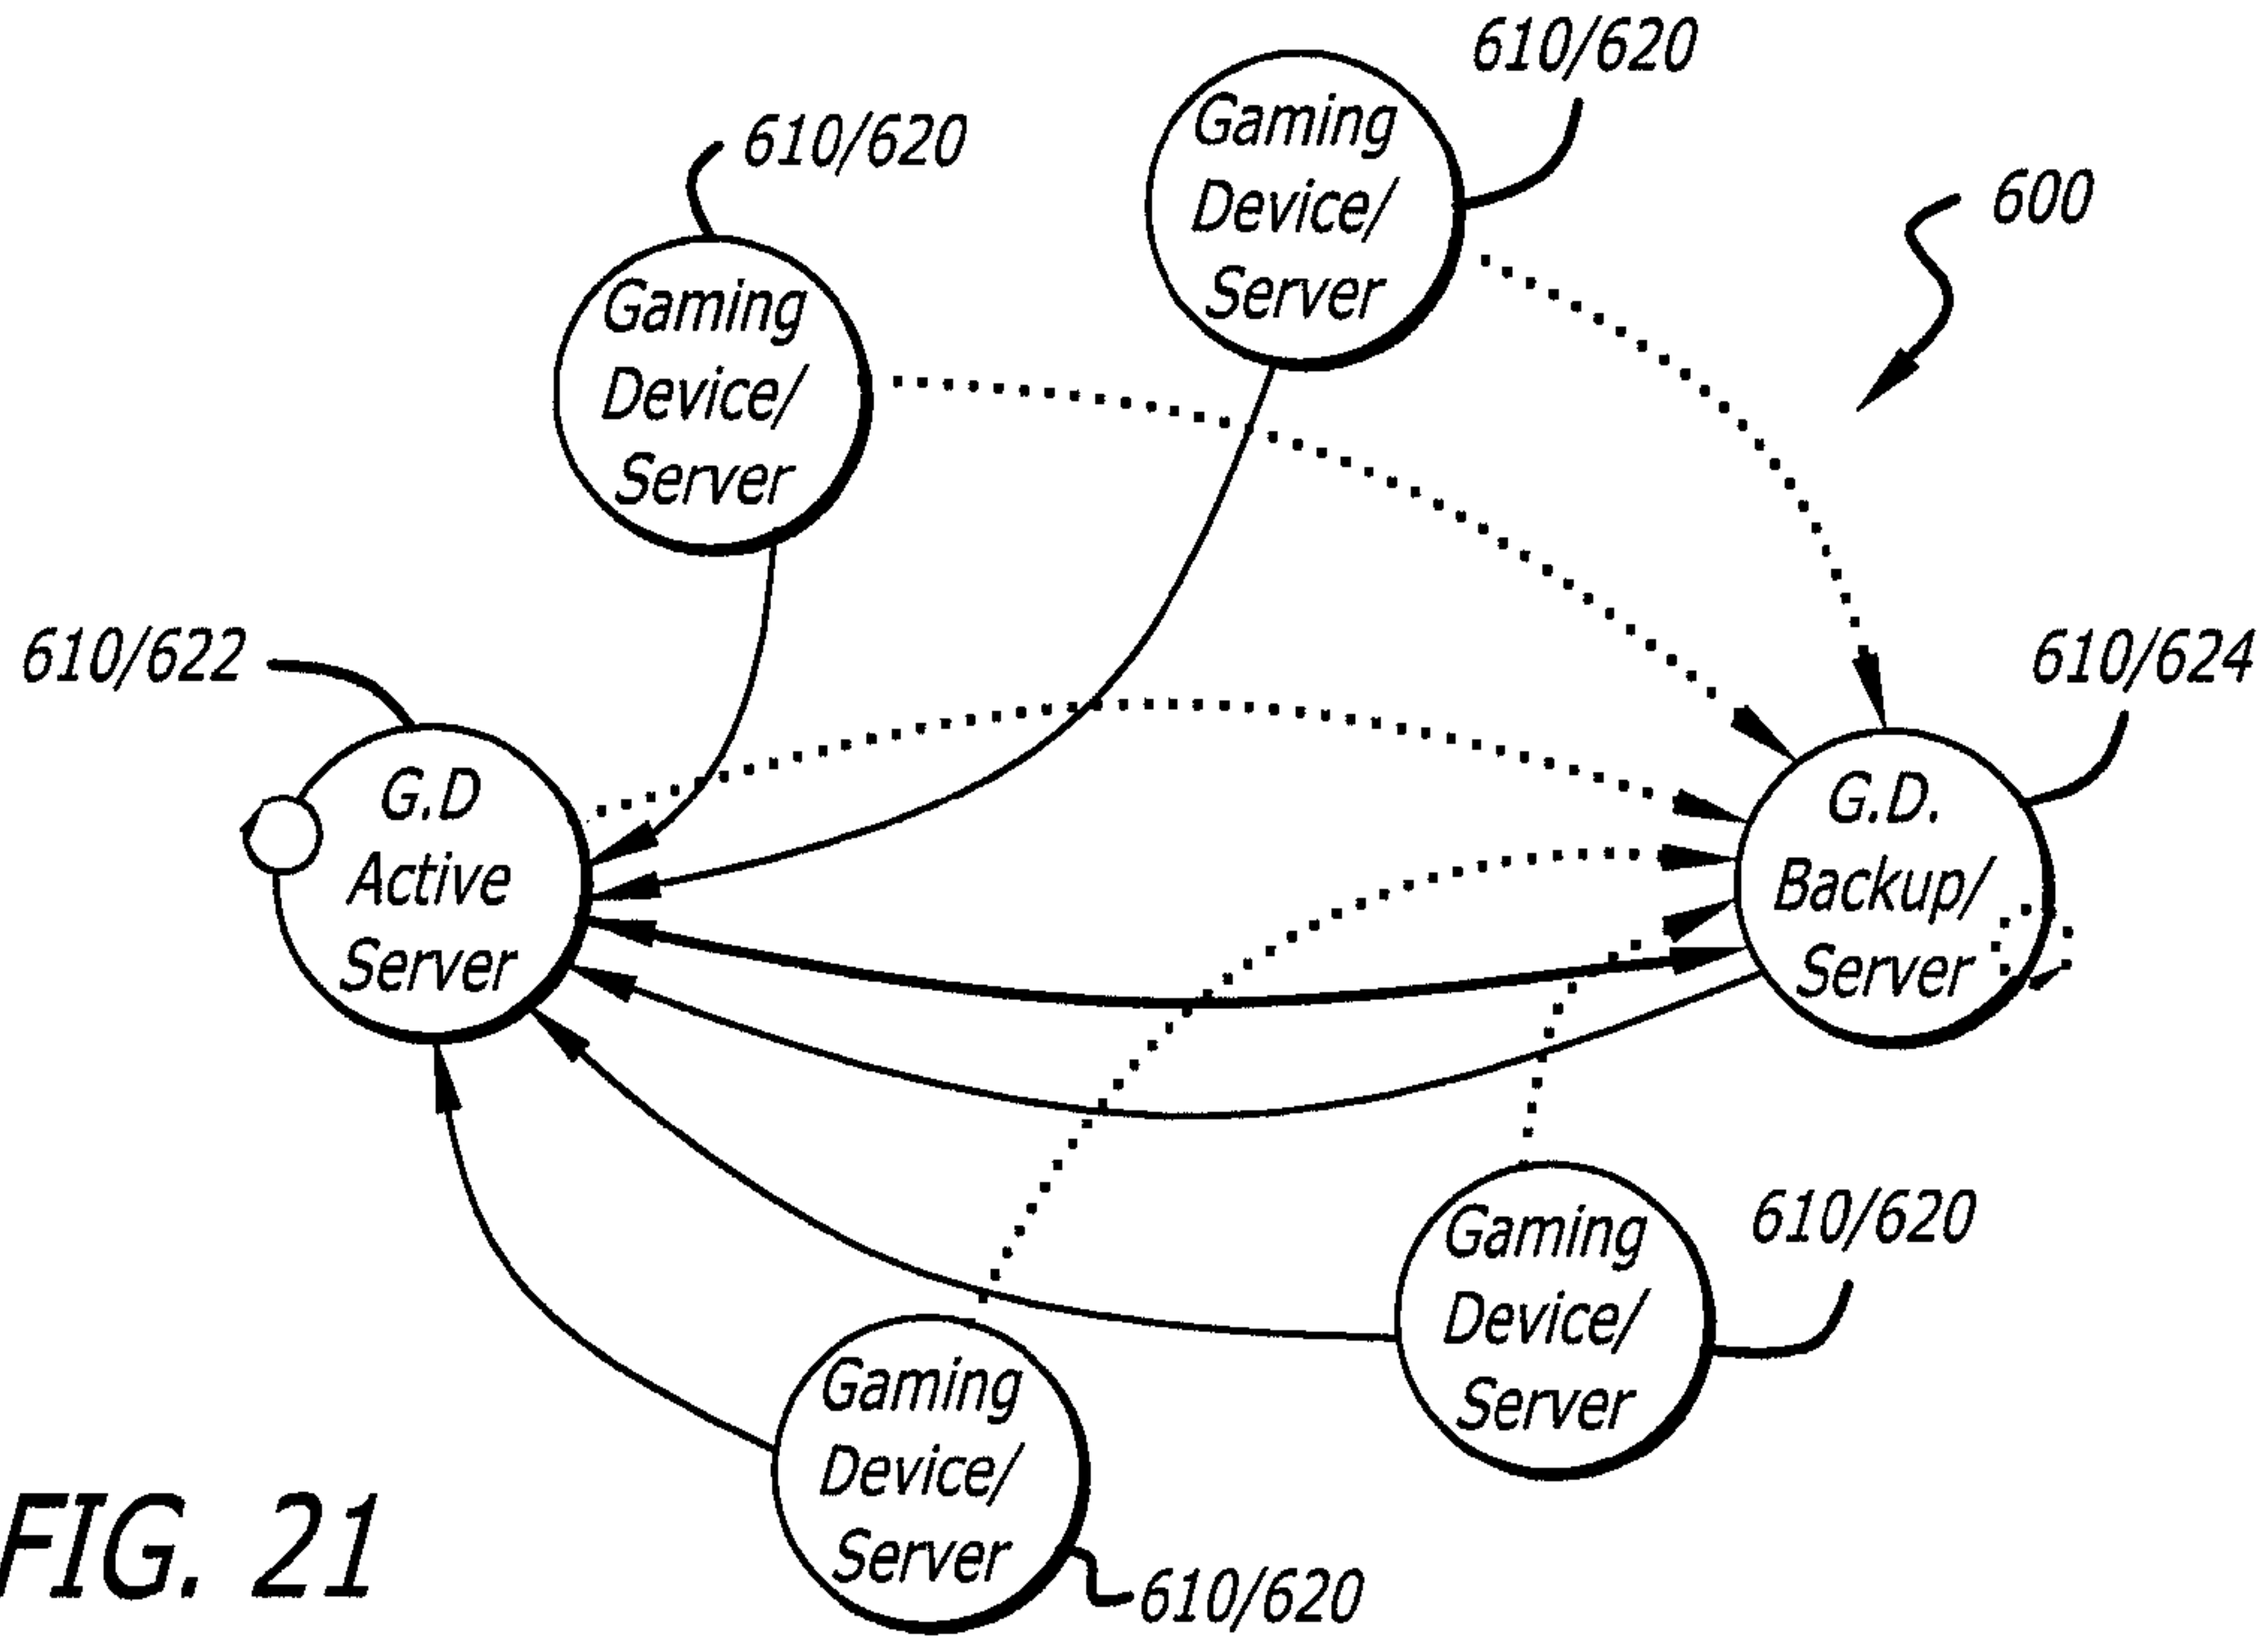 610/620
Gaming
Device/
Server
610/620
Gaming
Device/
Server
600
610/622
G.D
Active
Server
610/624
G.D.
Backup/
Server
Gaming
Device/
Server
610/620
Gaming
Device/
Server
610/620
FIG. 21